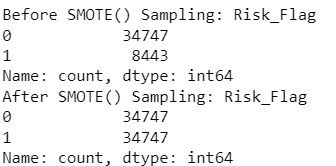 Before SMOTE() Sampling: Risk_Flag
0 34747
1 8443
Name: count, dtype: int64
After SMOTE() Sampling: Risk_Flag
0 34747
1 34747
Name: count, dtype: int64